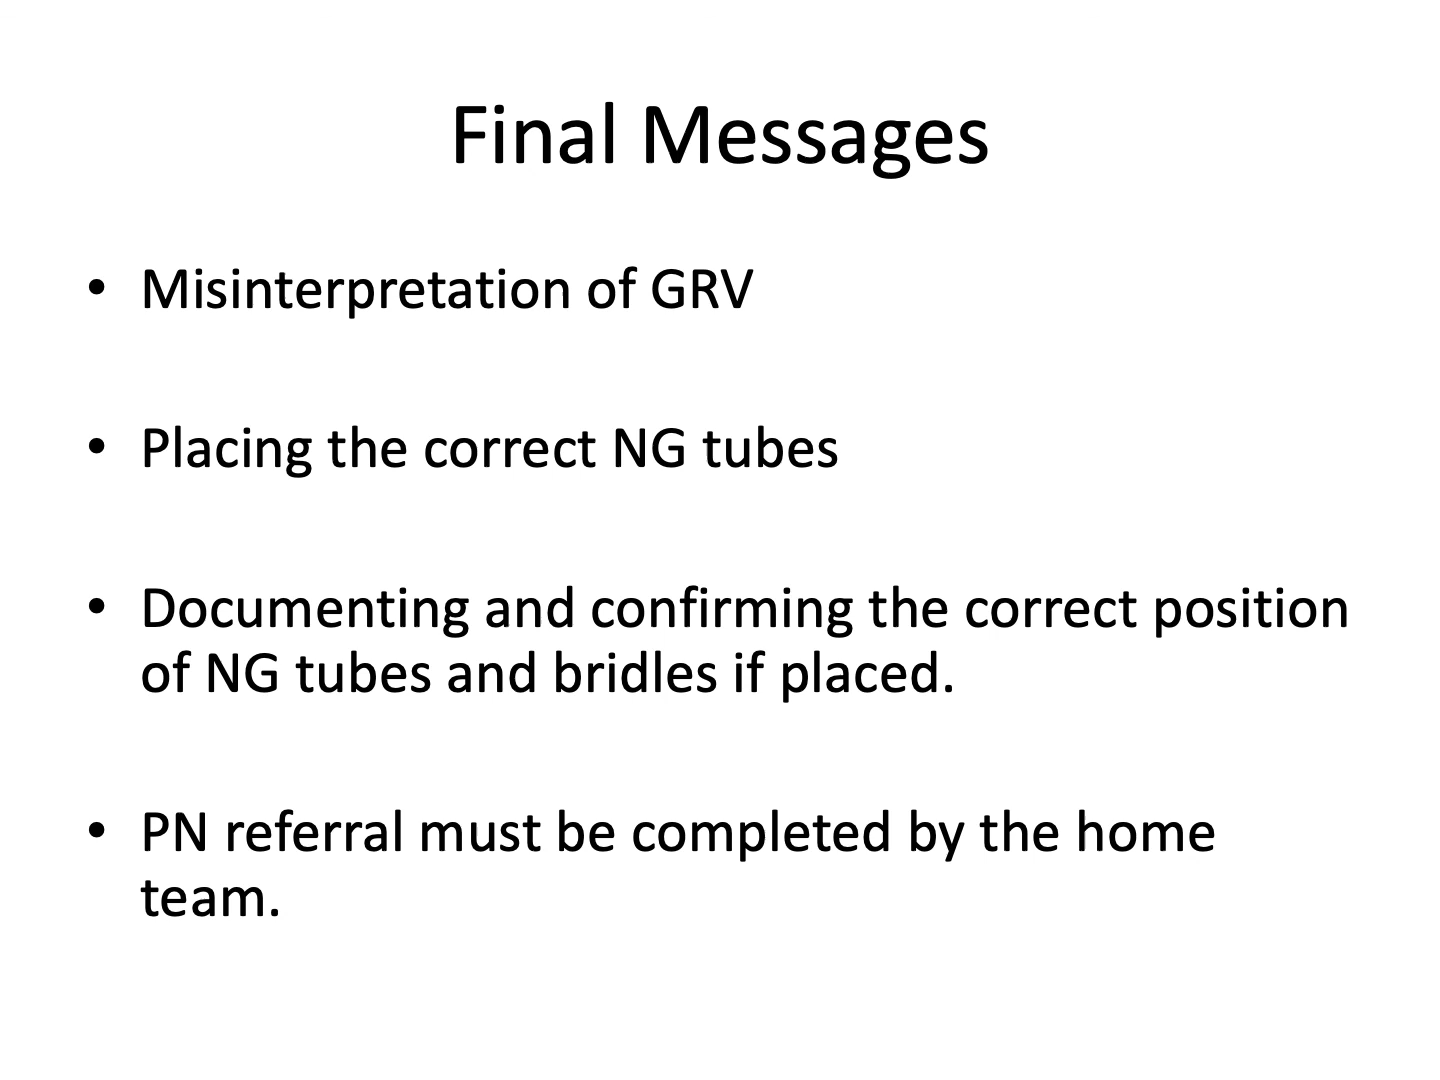 Final Messages
• Misinterpretation of GRV
• Placing the correct NG tubes
• Documenting and confirming the correct position
of NG tubes and bridles if placed.
• PN referral must be completed by the home
team.